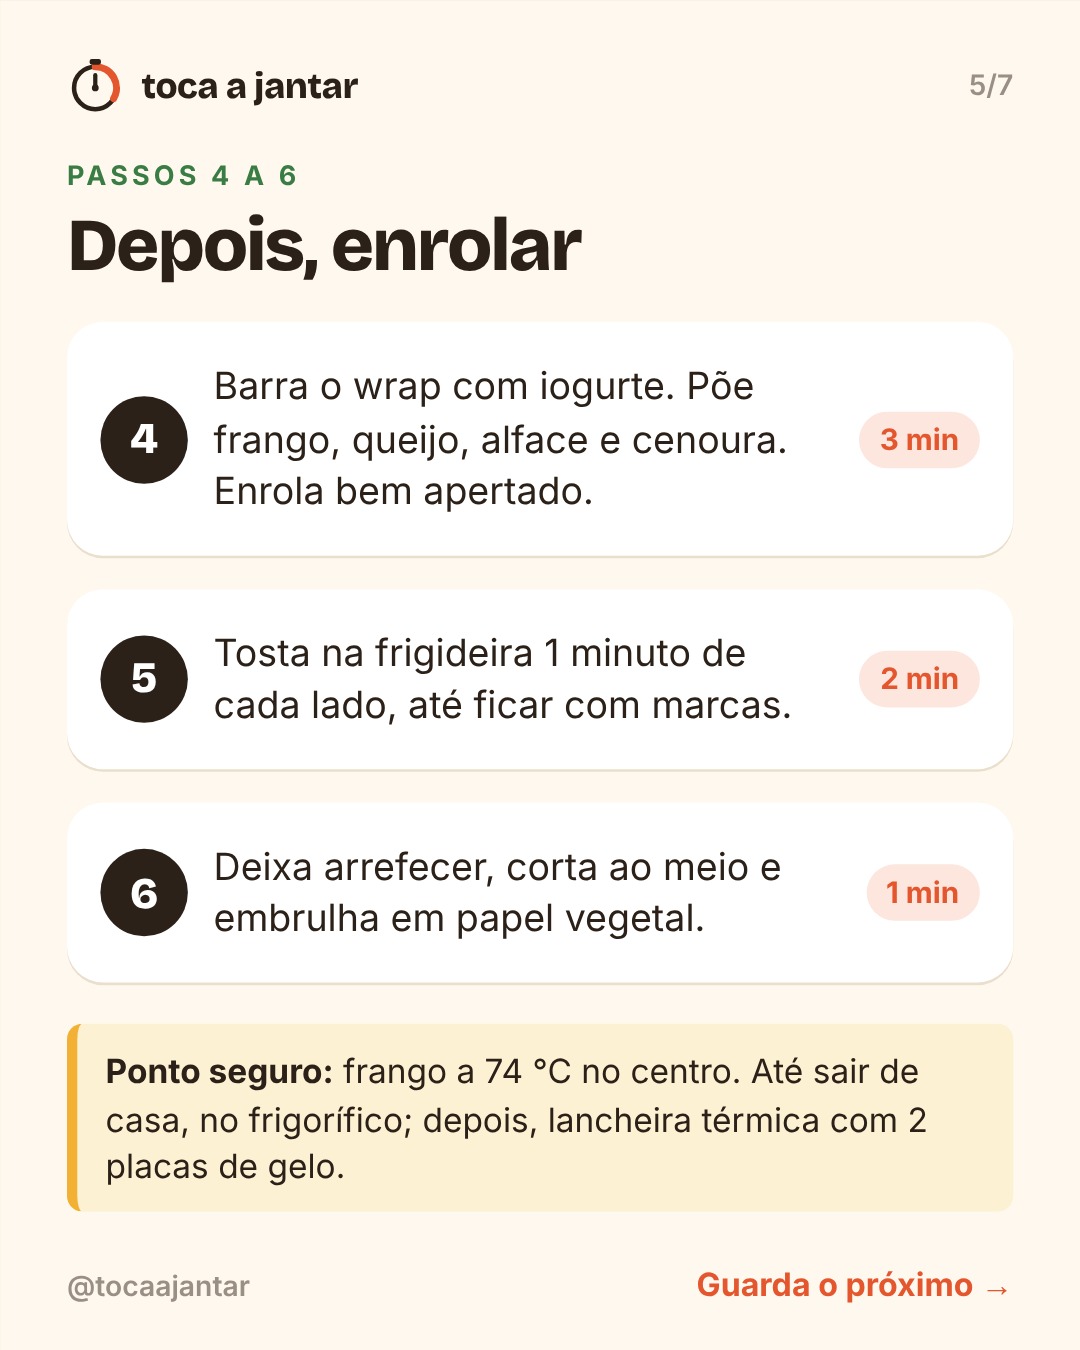 toca a jantar
5/7
PASSOS 4 A 6
Depois, enrolar
4
Barra o wrap com iogurte. Põe
frango, queijo, alface e cenoura.
Enrola bem apertado.
3 min
5
Tosta na frigideira 1 minuto de
cada lado, até ficar com marcas.
2 min
6
Deixa arrefecer, corta ao meio e
embrulha em papel vegetal.
1 min
Ponto seguro: frango a 74 °C no centro. Até sair de
casa, no frigorífico; depois, lancheira térmica com 2
placas de gelo.
@tocaajantar
Guarda o próximo →